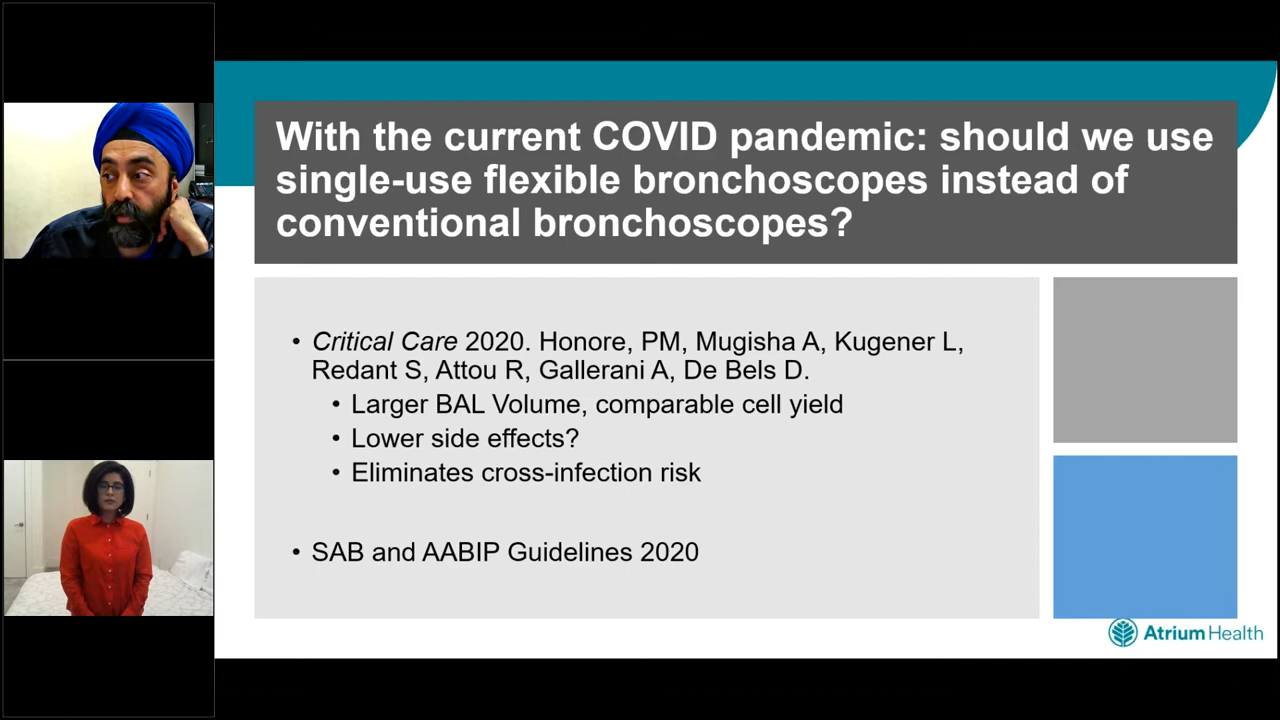 With the current COVID pandemic: should we use
single-use flexible bronchoscopes instead of
conventional bronchoscopes?
• Critical Care 2020. Honore, PM, Mugisha A, Kugener L,
Redant S, Attou R, Gallerani A, De Bels D.
• Larger BAL Volume, comparable cell yield
• Lower side effects?
• Eliminates cross-infection risk
• SAB and AABIP Guidelines 2020
Atrium Health